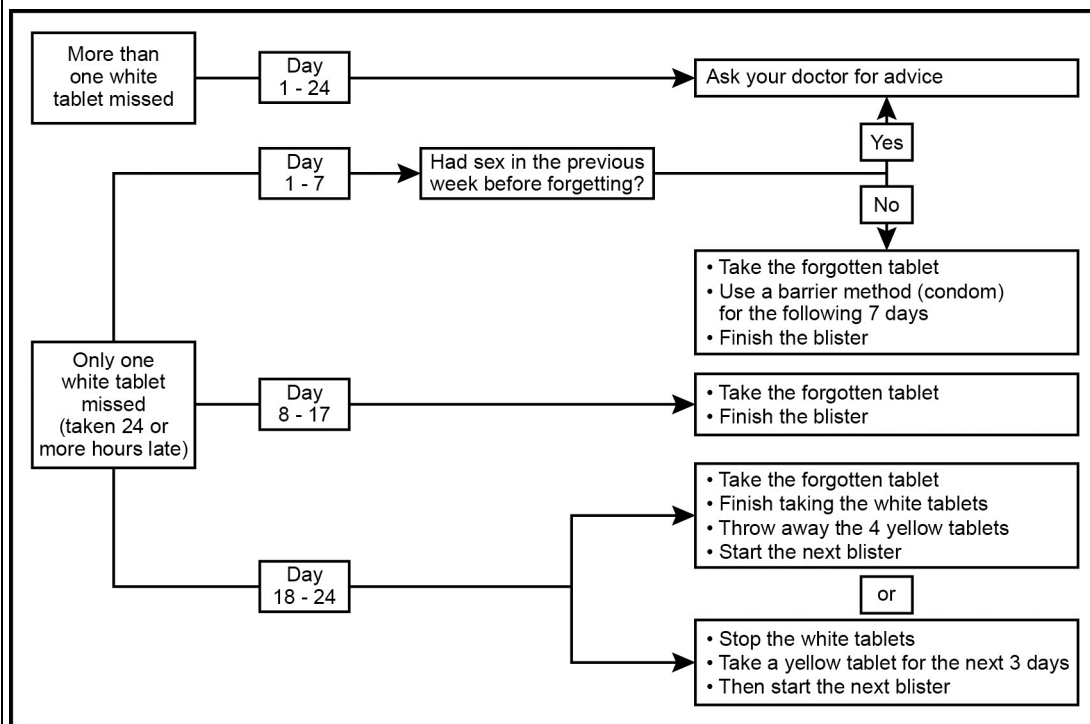 More than
one white
tablet missed
Day
1 - 24
Ask your doctor for advice
Yes
Day
1 - 7
Had sex in the previous
week before forgetting?
No
• Take the forgotten tablet
• Use a barrier method (condom)
for the following 7 days
• Finish the blister
Only one
white tablet
missed
(taken 24 or
more hours late)
Day
8 - 17
• Take the forgotten tablet
• Finish the blister
Day
18 - 24
• Take the forgotten tablet
• Finish taking the white tablets
• Throw away the 4 yellow tablets
• Start the next blister
or
• Stop the white tablets
• Take a yellow tablet for the next 3 days
• Then start the next blister